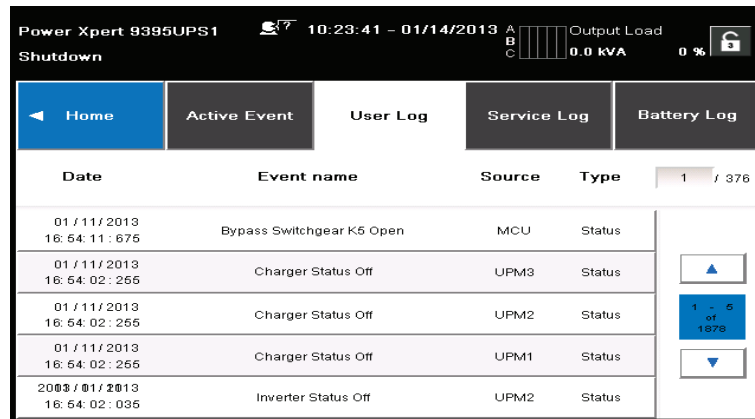 Power Xpert 9395UPS1 ? 10:23:41 - 01/14/2013 A Output Load
B
Shutdown C 0.0 kVA 0 % 3
◄ Home Active Event User Log Service Log Battery Log
Date Event name Source Type 1 / 376
01/11/2013
16:54:11:675 Bypass Switchgear K5 Open MCU Status
01/11/2013
16:54:02:255 Charger Status Off UPM3 Status ▲
01/11/2013
16:54:02:255 Charger Status Off UPM2 Status
1 - 5
of
1878
01/11/2013
16:54:02:255 Charger Status Off UPM1 Status ▼
16:54:02:035 Inverter Status Off UPM2 Status